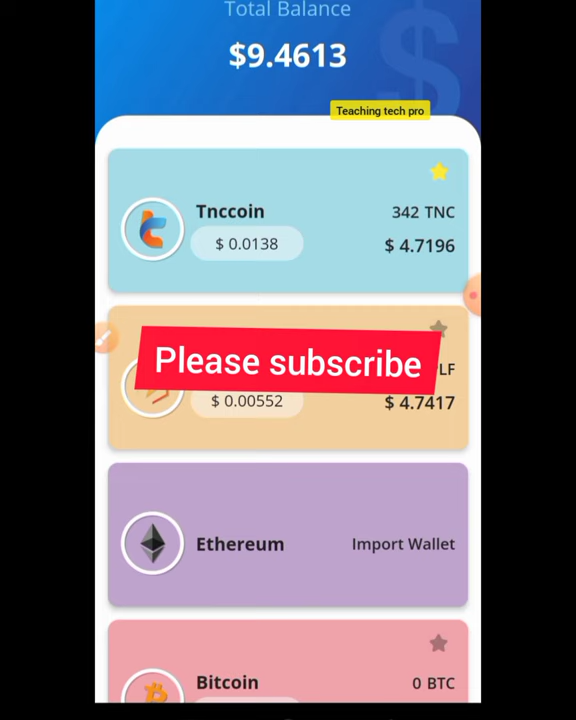 Total Balance
$9.4613
Teaching tech pro
Tnccoin
342 TNC
$ 0.0138
$ 4.7196
Please subscribe
LF
$ 0.00552
$ 4.7417
Ethereum
Import Wallet
Bitcoin
0 BTC